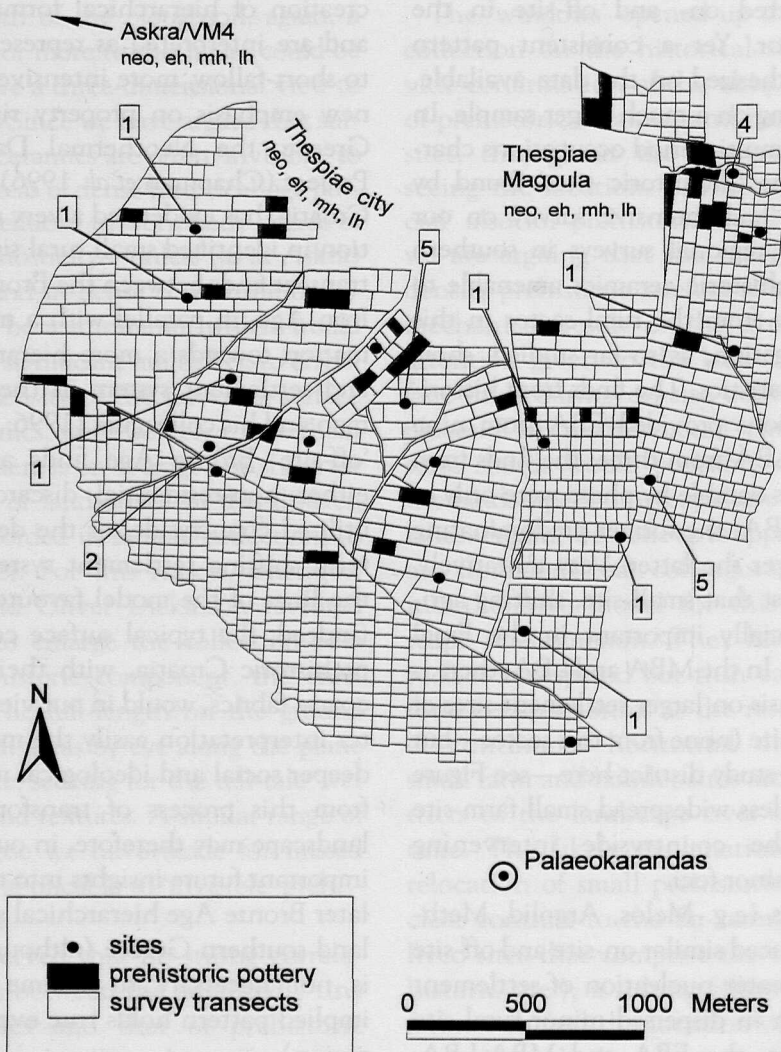 Askra/VM4
neo, eh, mh, lh
1
Thespiae city
neo, eh, mh, lh
Thespiae
Magoula
neo, eh, mh, lh
4
1
5
1
1
1
2
5
1
1
N
Palaeokarandas
sites
prehistoric pottery
survey transects
0 500 1000 Meters